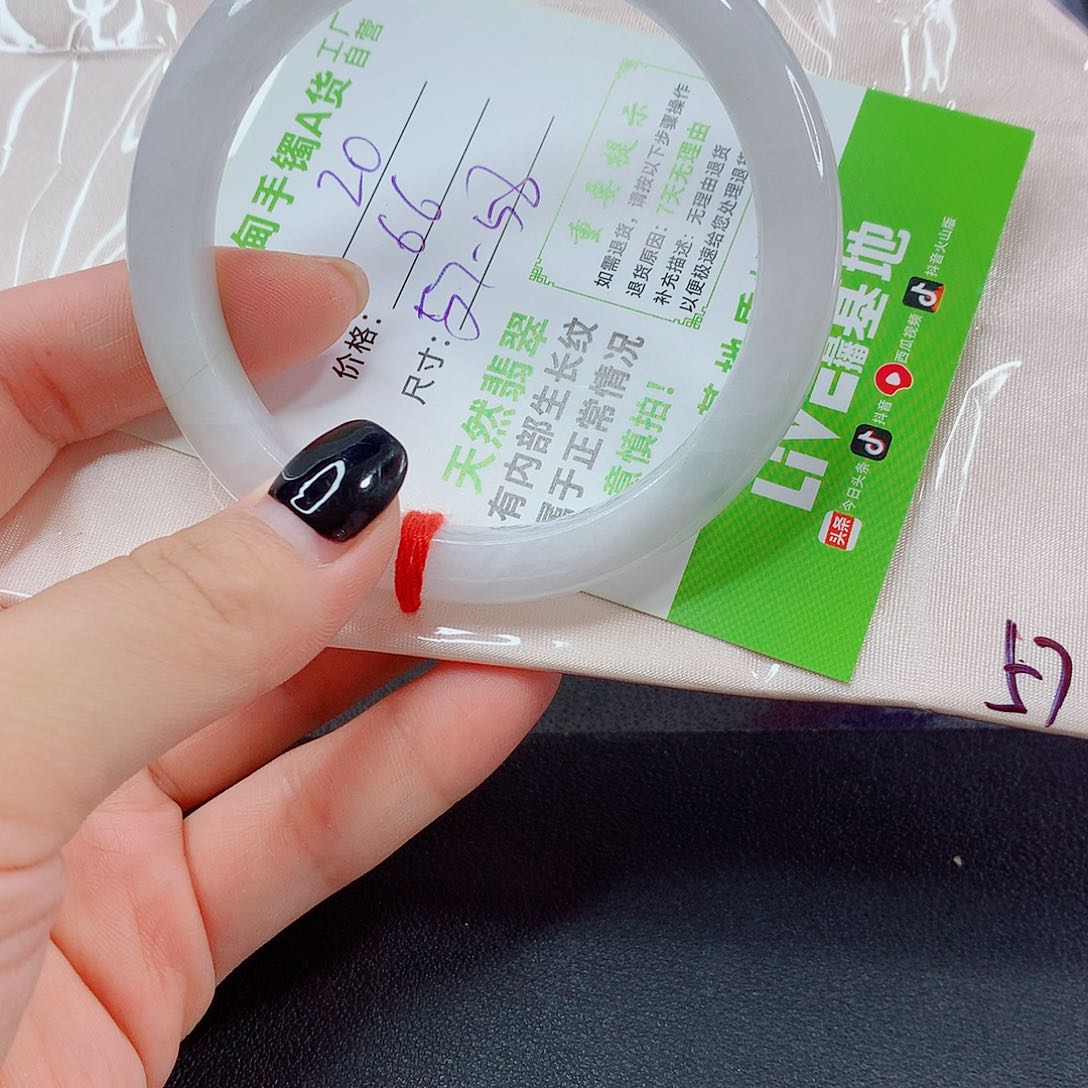 甸手镯A货 工厂
自营
20
66
价格：
尺寸：57-58
重要提示
如需退货，请按以下步骤操作
退货原因：7天无理由
补充描述：无理由退货
以便极速给您处理退货
天然翡翠
有内部生长纹
属于正常情况
意慎拍！
LiVE直播基地
头条 今日头条 抖音 西瓜视频 抖音火山版